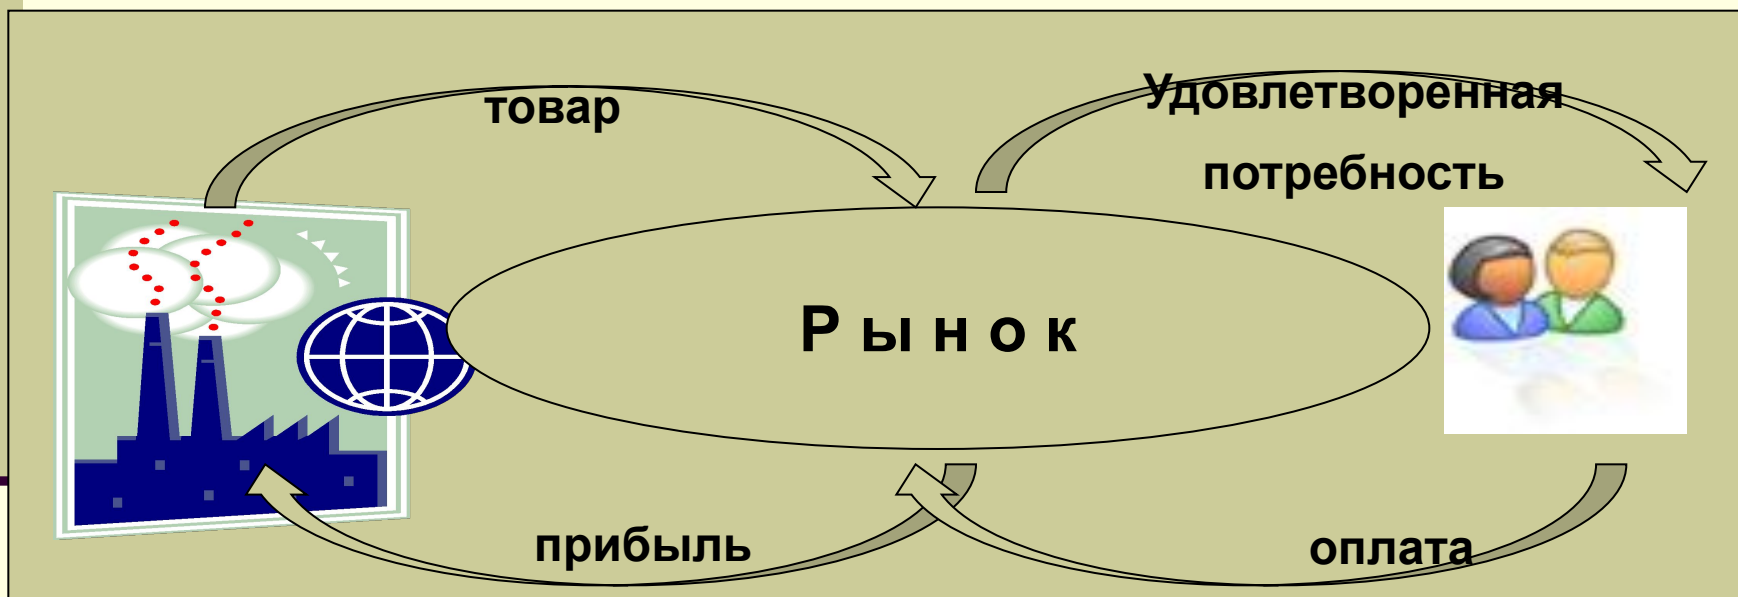 товар
Удовлетворенная
потребность
Р ы н о к
прибыль
оплата